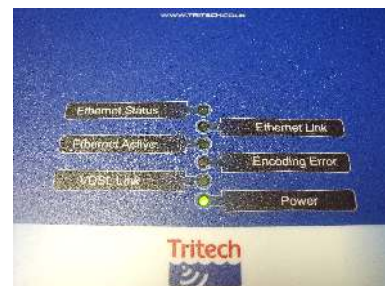 WWW.TRITECH.CO.UK
Ethernet Status
Ethernet Link
Ethernet Active
Encoding Error
VDSL Link
Power
Tritech